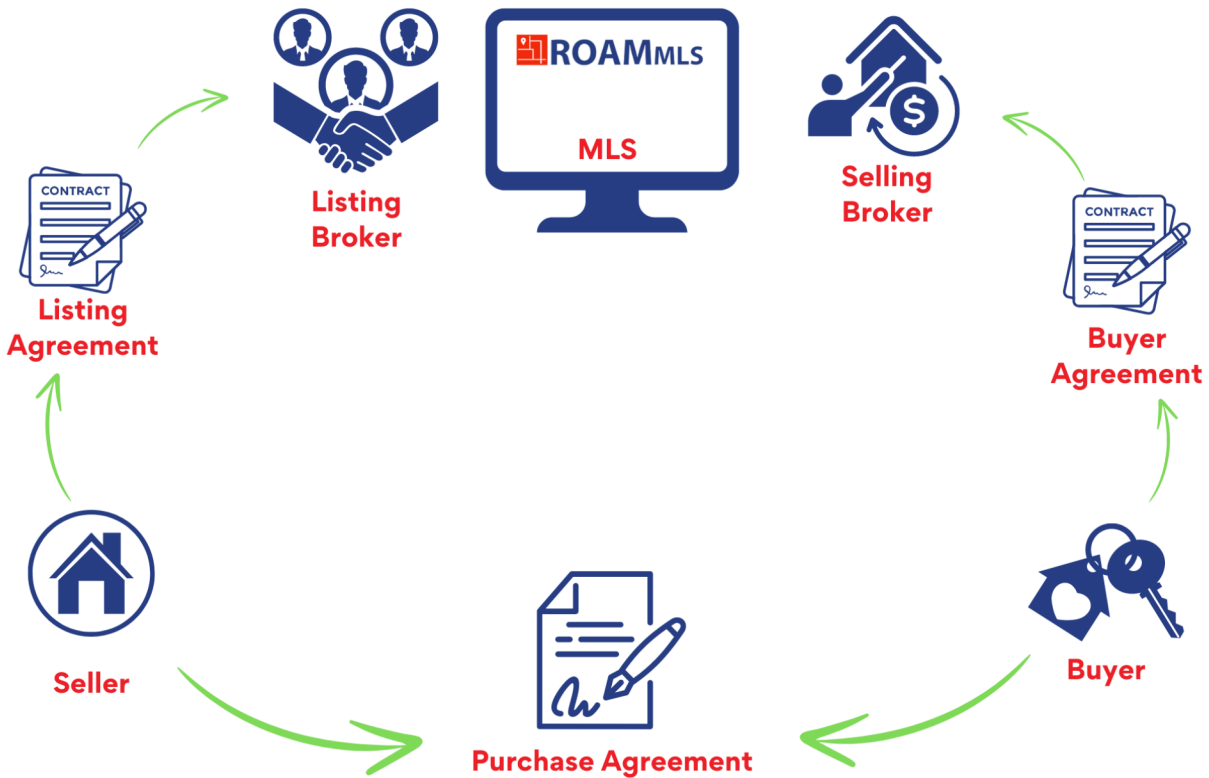 ROAMMLS
MLS
Listing
Broker
Selling
Broker
CONTRACT
Listing
Agreement
CONTRACT
Buyer
Agreement
Seller
Buyer
Purchase Agreement